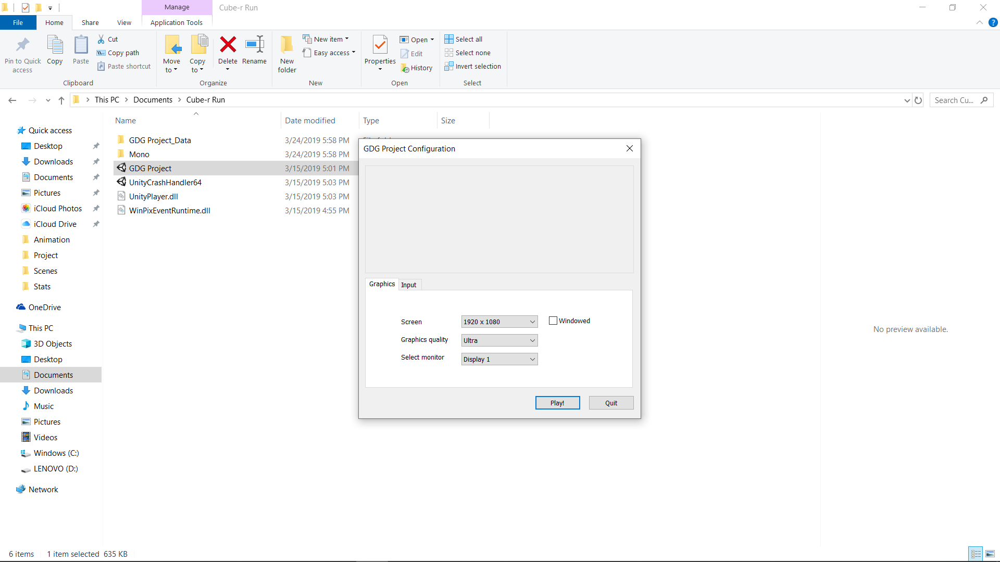 Manage
Cube-r Run
File
Home
Share
View
Application Tools
Pin to Quick access
Copy
Paste
Cut
Copy path
Paste shortcut
Clipboard
Move to
Copy to
Delete
Rename
Organize
New folder
New item
Easy access
New
Properties
Open
Edit
History
Open
Select all
Select none
Invert selection
Select
This PC
Documents
Cube-r Run
Search Cu...
Name
Date modified
Type
Size
GDG Project_Data
3/24/2019 5:58 PM
Mono
3/24/2019 5:58 PM
GDG Project
3/15/2019 5:01 PM
UnityCrashHandler64
3/15/2019 5:03 PM
UnityPlayer.dll
3/15/2019 5:03 PM
WinPixEventRuntime.dll
3/15/2019 4:55 PM
Quick access
Desktop
Downloads
Documents
Pictures
iCloud Photos
iCloud Drive
Animation
Project
Scenes
Stats
OneDrive
This PC
3D Objects
Desktop
Documents
Downloads
Music
Pictures
Videos
Windows (C:)
LENOVO (D:)
Network
GDG Project Configuration
Graphics
Input
Screen
1920 x 1080
Windowed
Graphics quality
Ultra
Select monitor
Display 1
Play!
Quit
No preview available.
6 items
1 item selected 635 KB